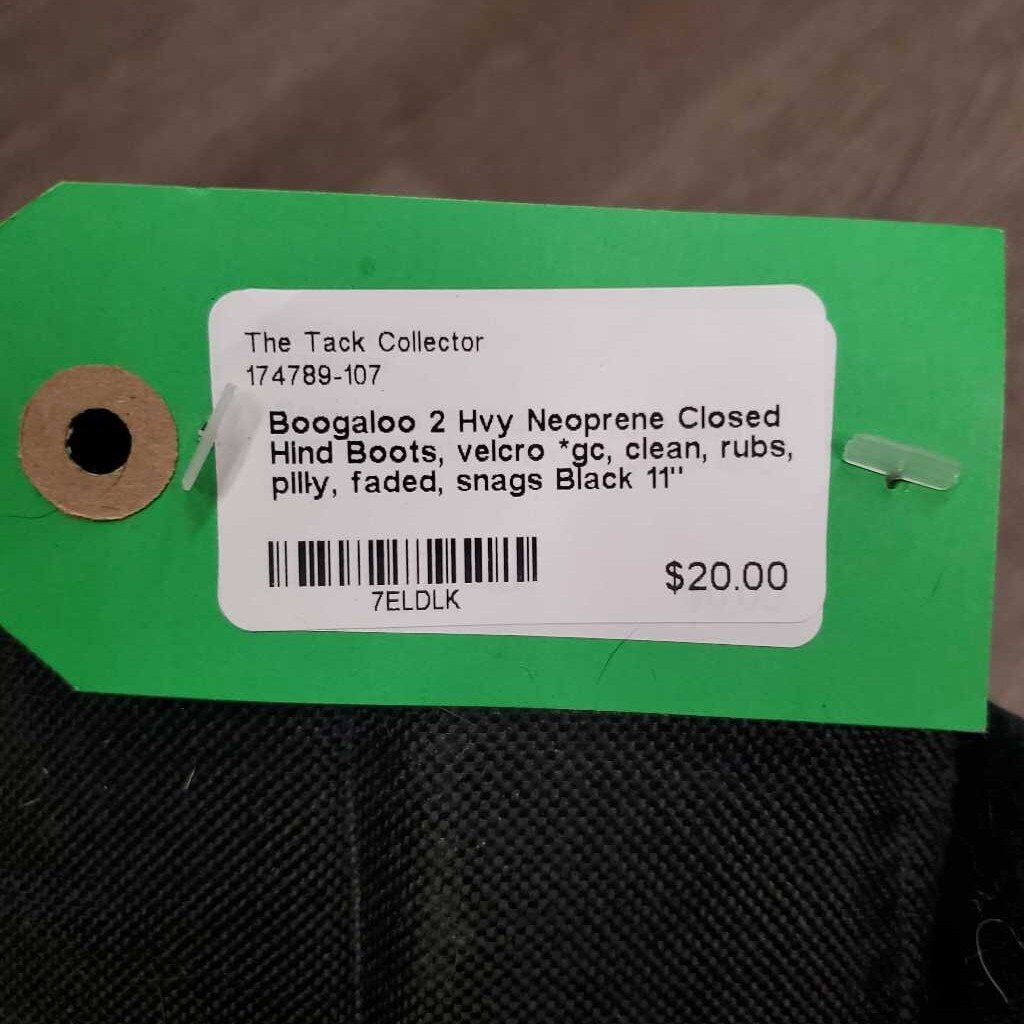 The Tack Collector
174789-107
Boogaloo 2 Hvy Neoprene Closed
Hind Boots, velcro *gc, clean, rubs,
pilly, faded, snags Black 11"
7ELDLK
$20.00